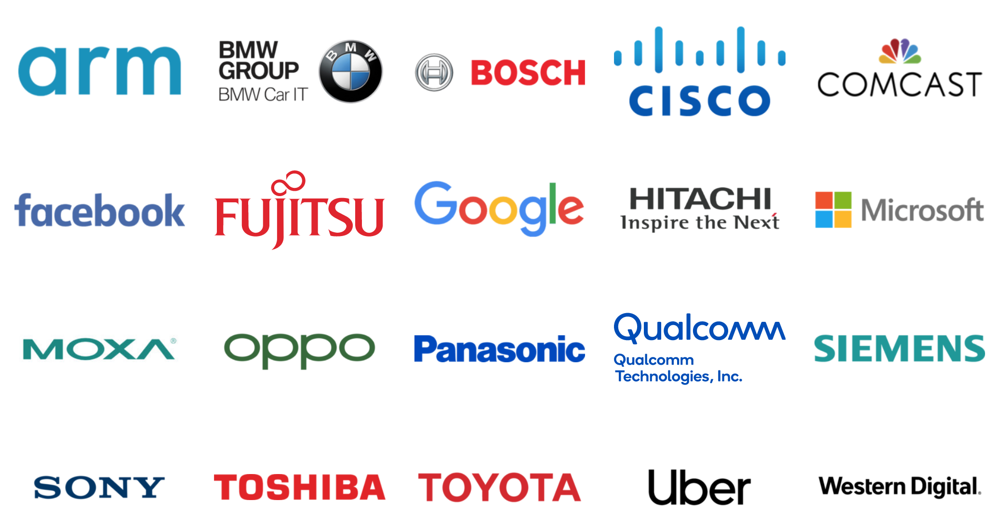 arm
BMW
GROUP
BMW Car IT
BMW
BOSCH
CISCO
COMCAST
facebook
FUJITSU
Google
HITACHI
Inspire the Next
Microsoft
MOXA®
oppo
Panasonic
Qualcomm
Qualcomm
Technologies, Inc.
SIEMENS
SONY
TOSHIBA
TOYOTA
Uber
Western Digital®